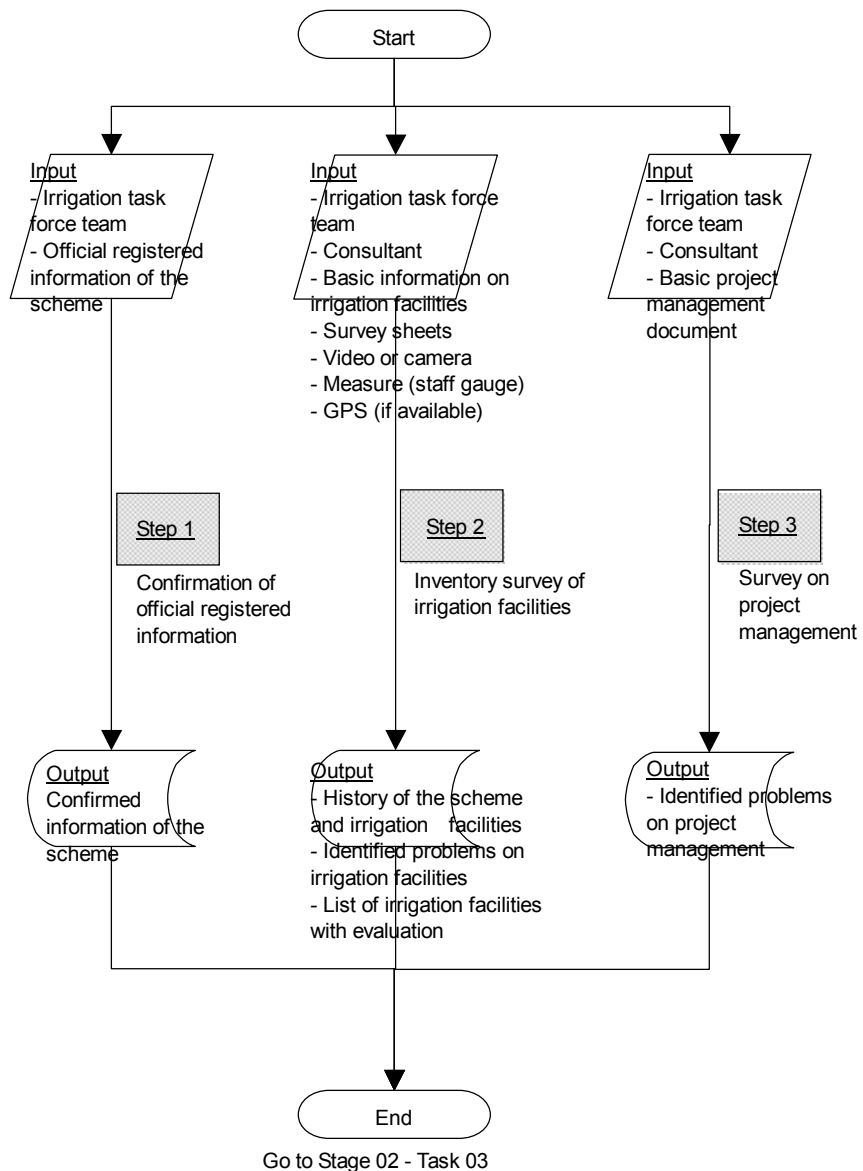 Start
Input
- Irrigation task
force team
- Official registered
information of the
scheme
Input
- Irrigation task force
team
- Consultant
- Basic information on
irrigation facilities
- Survey sheets
- Video or camera
- Measure (staff gauge)
- GPS (if available)
Input
- Irrigation task
force team
- Consultant
- Basic project
management
document
Step 1
Confirmation of
official registered
information
Step 2
Inventory survey of
irrigation facilities
Step 3
Survey on
project
management
Output
Confirmed
information of the
scheme
Output
- History of the scheme
and irrigation facilities
- Identified problems on
irrigation facilities
- List of irrigation facilities
with evaluation
Output
- Identified problems
on project
management
End
Go to Stage 02 - Task 03